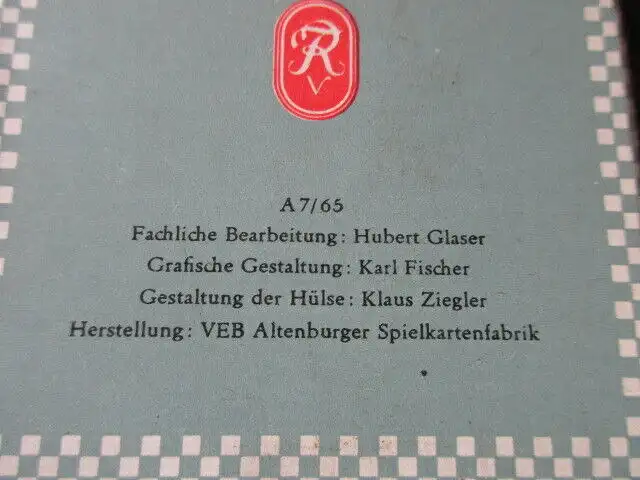 R
V
A 7/65
Fachliche Bearbeitung: Hubert Glaser
Grafische Gestaltung: Karl Fischer
Gestaltung der Hülse: Klaus Ziegler
Herstellung: VEB Altenburger Spielkartenfabrik